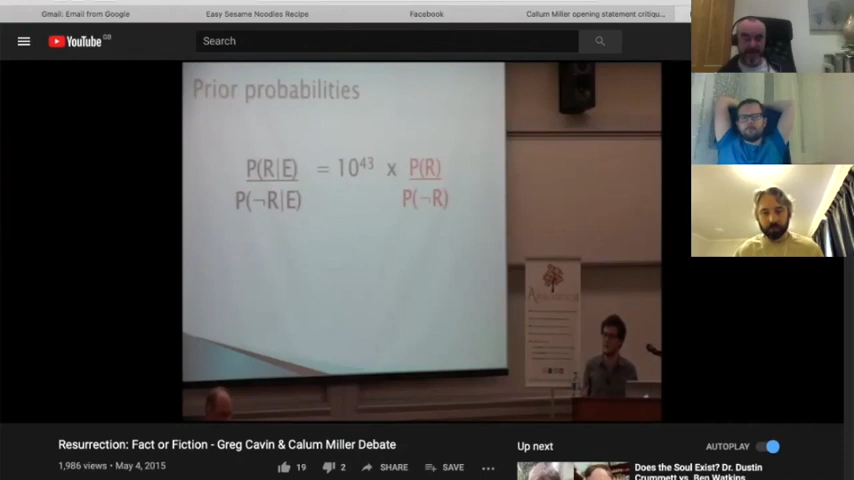 Gmail: Email from Google
Easy Sesame Noodles Recipe
Facebook
Callum Miller opening statement critiqu...
YouTube GB
Search
Prior probabilities
P(R|E) = 10⁴³ x P(R)
P(¬R|E) P(¬R)
Resurrection: Fact or Fiction - Greg Cavin & Calum Miller Debate
1,986 views • May 4, 2015
19
2
SHARE
SAVE
Up next
AUTOPLAY
Does the Soul Exist? Dr. Dustin
Crummett vs. Ben Watkins